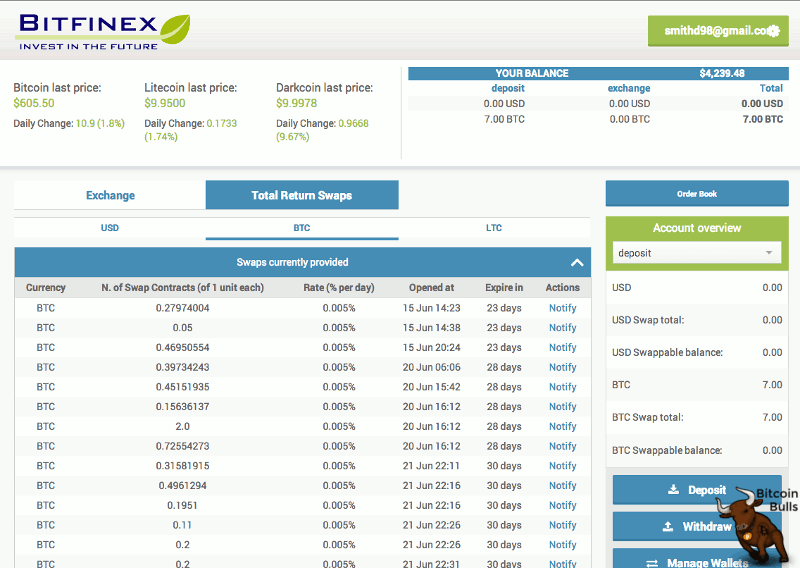 BITFINEX
INVEST IN THE FUTURE
smithd98@gmail.co
Bitcoin last price:
$605.50
Daily Change: 10.9 (1.8%)
Litecoin last price:
$9.9500
Daily Change: 0.1733
(1.74%)
Darkcoin last price:
$9.9978
Daily Change: 0.9668
(9.67%)
YOUR BALANCE $4,239.48
deposit exchange Total
0.00 USD 0.00 USD 0.00 USD
7.00 BTC 0.00 BTC 7.00 BTC
Exchange Total Return Swaps
USD BTC LTC
Swaps currently provided
Currency N. of Swap Contracts (of 1 unit each) Rate (% per day) Opened at Expire in Actions
BTC 0.27974004 0.005% 15 Jun 14:23 23 days Notify
BTC 0.05 0.005% 15 Jun 14:38 23 days Notify
BTC 0.46950554 0.005% 15 Jun 20:24 23 days Notify
BTC 0.39734243 0.005% 20 Jun 06:06 28 days Notify
BTC 0.45151935 0.005% 20 Jun 15:42 28 days Notify
BTC 0.15636137 0.005% 20 Jun 16:12 28 days Notify
BTC 2.0 0.005% 20 Jun 16:12 28 days Notify
BTC 0.72554273 0.005% 20 Jun 16:12 28 days Notify
BTC 0.31581915 0.005% 21 Jun 22:11 30 days Notify
BTC 0.4961294 0.005% 21 Jun 22:16 30 days Notify
BTC 0.1951 0.005% 21 Jun 22:26 30 days Notify
BTC 0.11 0.005% 21 Jun 22:26 30 days Notify
BTC 0.2 0.005% 21 Jun 22:26 30 days Notify
BTC 0.2 0.005% 21 Jun 22:31 30 days Notify
Order Book
Account overview
deposit
USD 0.00
USD Swap total: 0.00
USD Swappable balance: 0.00
BTC 7.00
BTC Swap total: 7.00
BTC Swappable balance: 0.00
Deposit
Withdraw
Manage Wallets
Bitcoin
Bulls